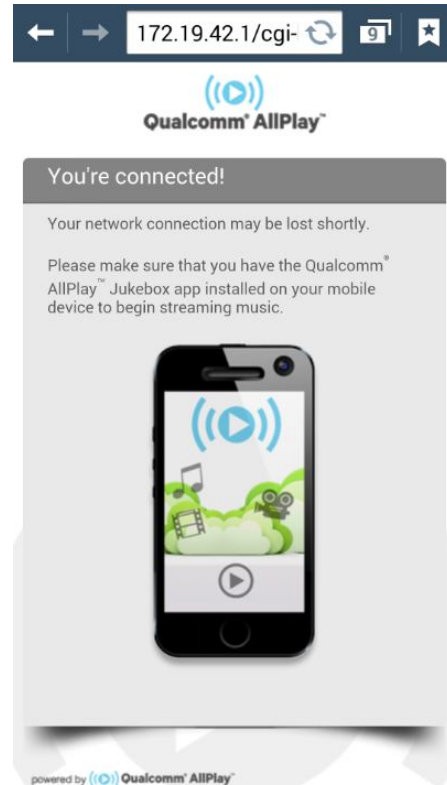 172.19.42.1/cgi-
9
Qualcomm® AllPlay™
You're connected!
Your network connection may be lost shortly.
Please make sure that you have the Qualcomm®
AllPlay™ Jukebox app installed on your mobile
device to begin streaming music.
powered by Qualcomm® AllPlay™